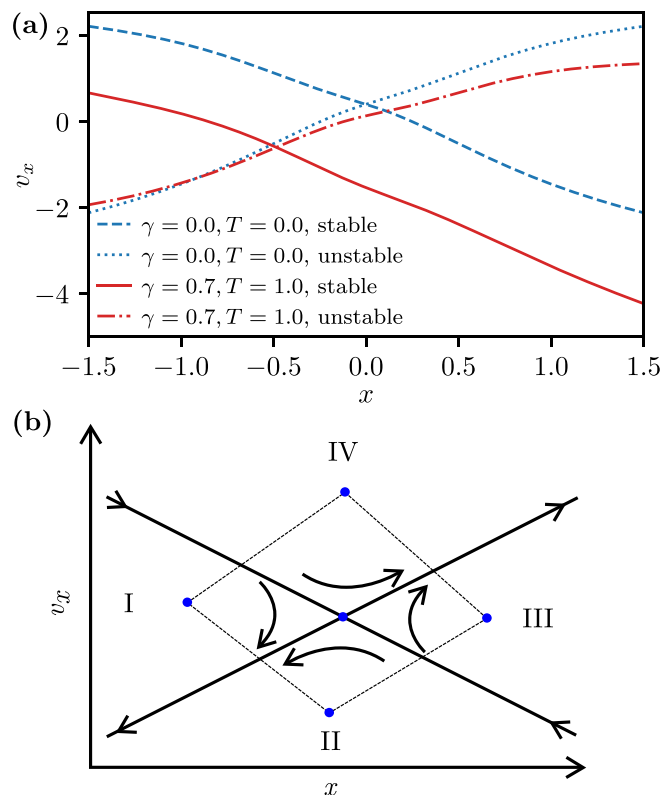 (a)
2
0
−2
−4
v_x
γ = 0.0, T = 0.0, stable
γ = 0.0, T = 0.0, unstable
γ = 0.7, T = 1.0, stable
γ = 0.7, T = 1.0, unstable
−1.5 −1.0 −0.5 0.0 0.5 1.0 1.5
x
(b)
IV
I
III
v_x
II
x